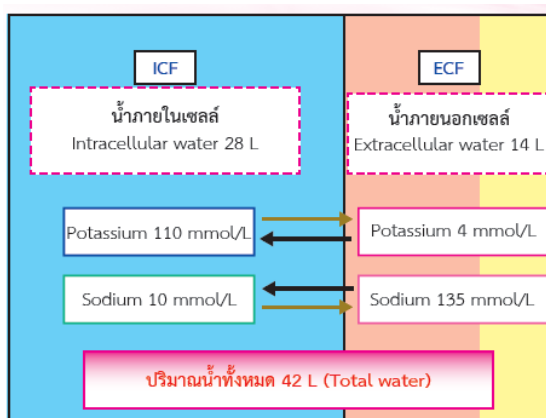 ICF
ECF
น้ำภายในเซลล์
Intracellular water 28 L
น้ำภายนอกเซลล์
Extracellular water 14 L
Potassium 110 mmol/L
Potassium 4 mmol/L
Sodium 10 mmol/L
Sodium 135 mmol/L
ปริมาณน้ำทั้งหมด 42 L (Total water)